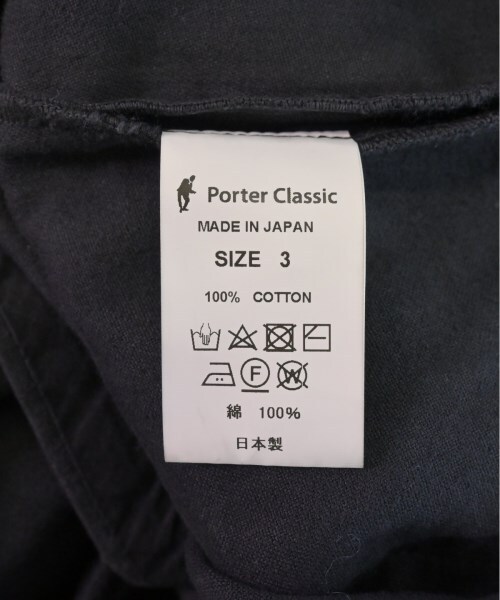 Porter Classic
MADE IN JAPAN
SIZE 3
100% COTTON
F W
綿 100%
日本製